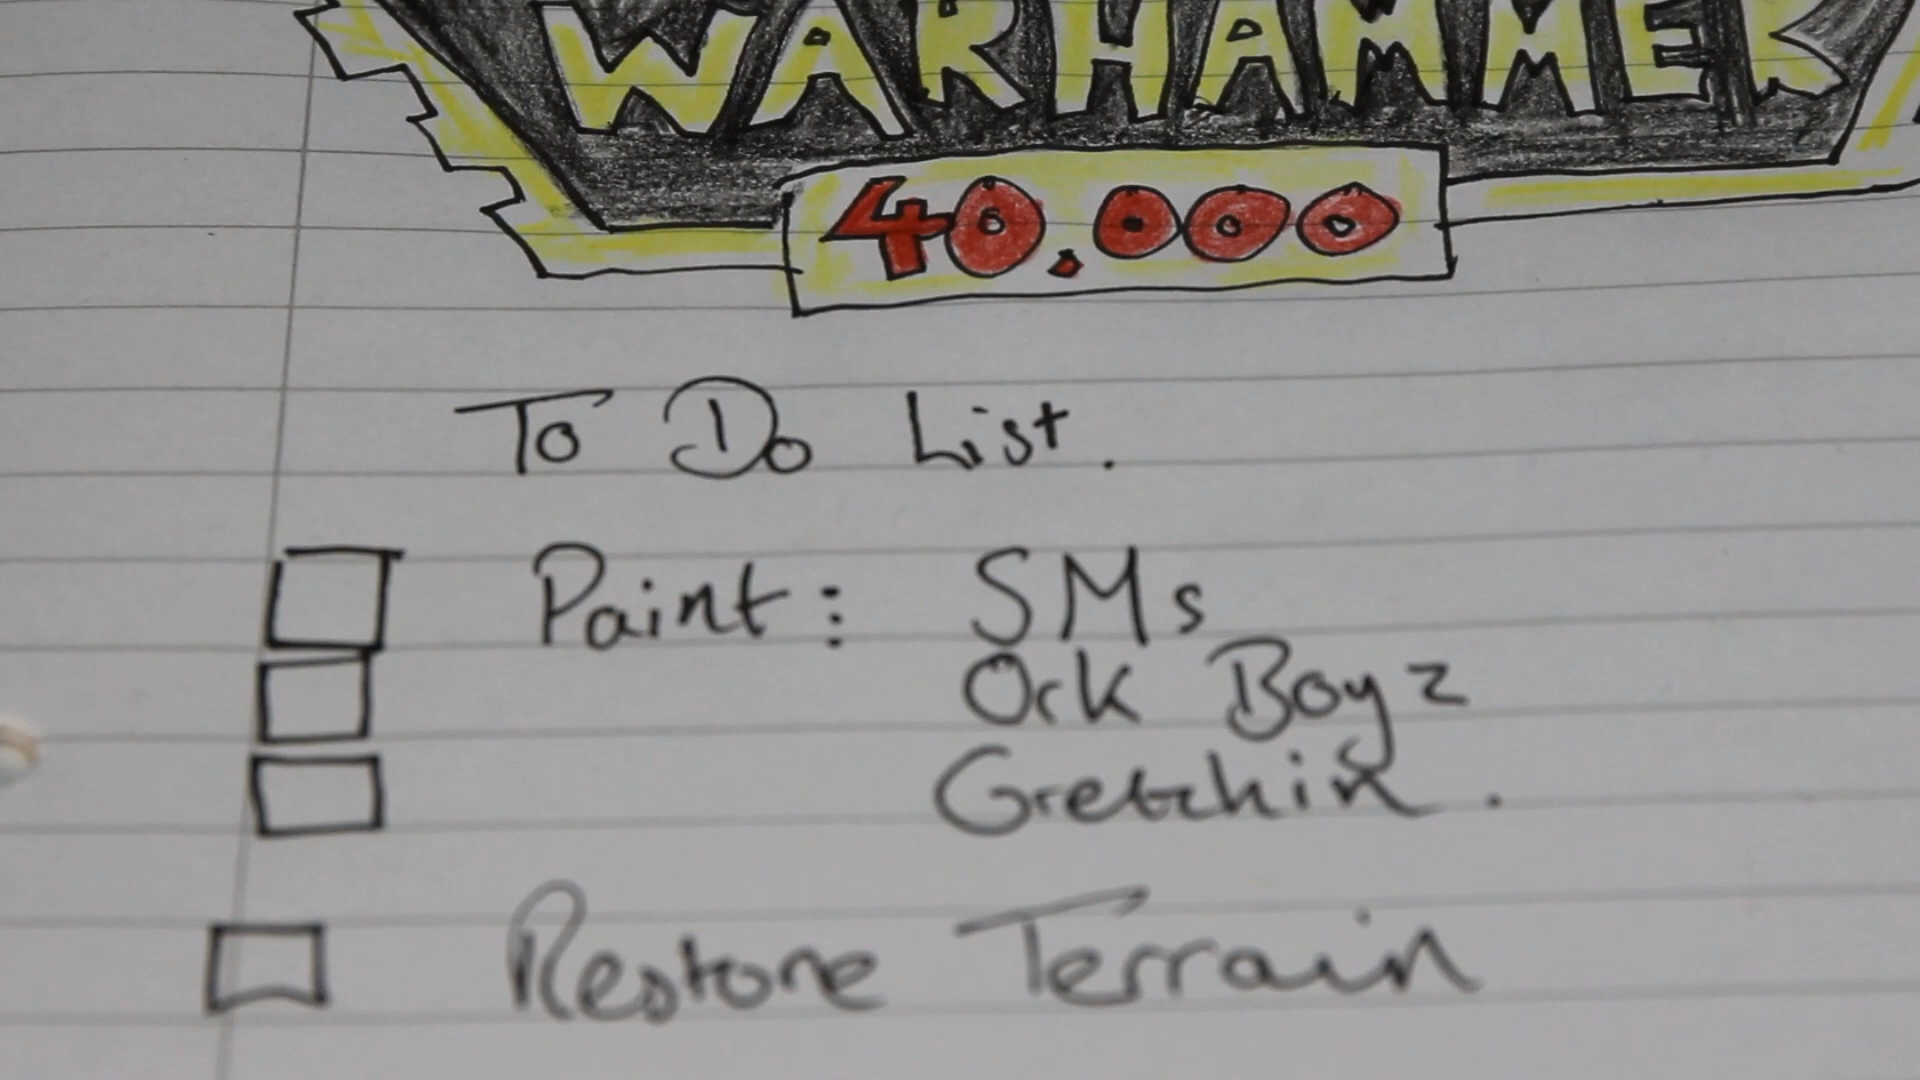 WARHAMMER
40,000
To Do List.
Paint: SMs
Ork Boyz
Gretchin.
Restore Terrain